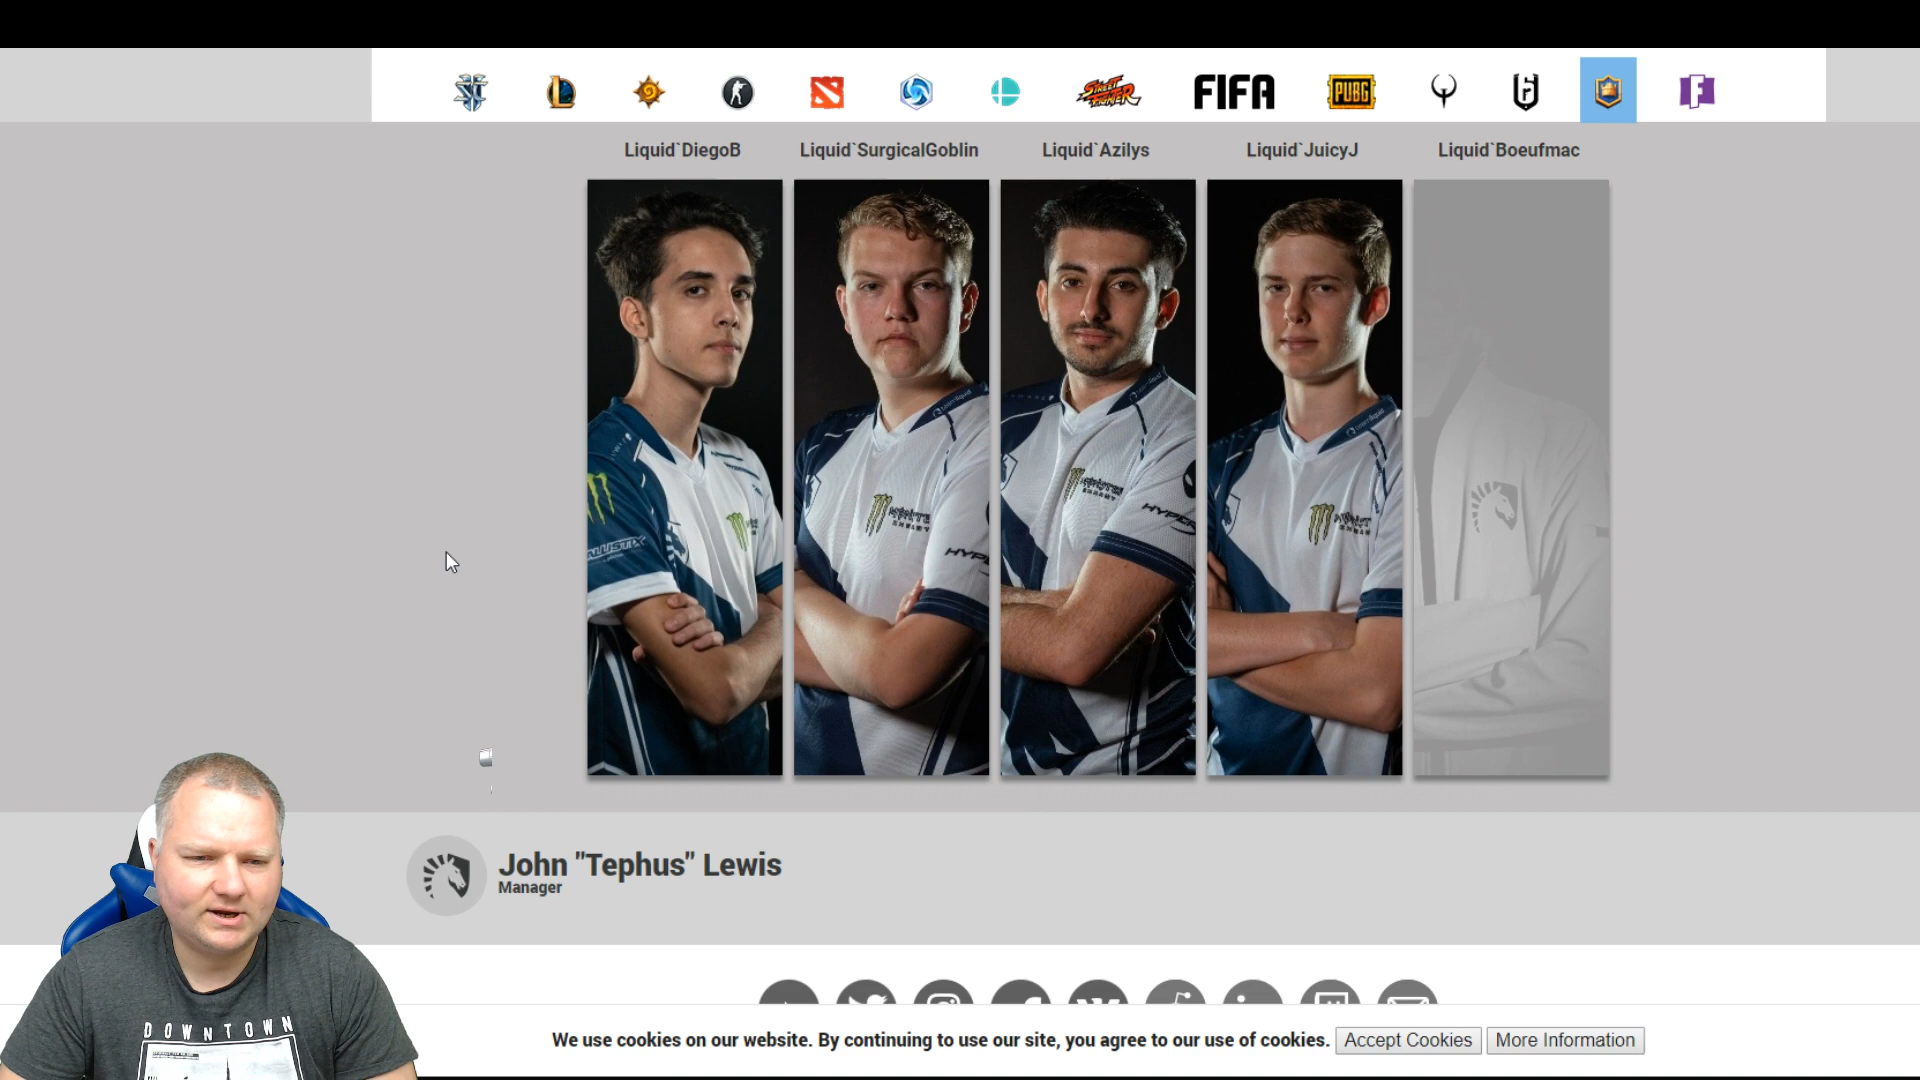 FIFA
PUBG
Liquid`DiegoB
Liquid`SurgicalGoblin
Liquid`Azilys
Liquid`JuicyJ
Liquid`Boeufmac
John "Tephus" Lewis
Manager
DOWNTOWN
We use cookies on our website. By continuing to use our site, you agree to our use of cookies.
Accept Cookies
More Information